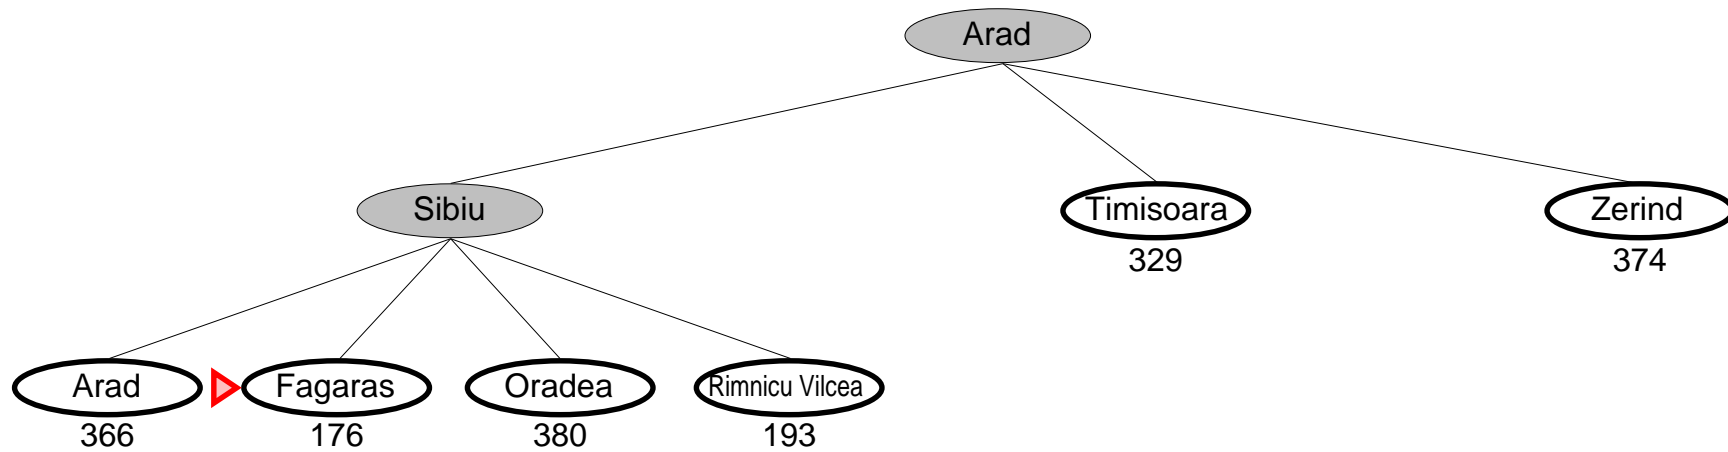 Arad
Sibiu
Timisoara
Zerind
329
374
Arad
Fagaras
Oradea
Rimnicu Vilcea
366
176
380
193